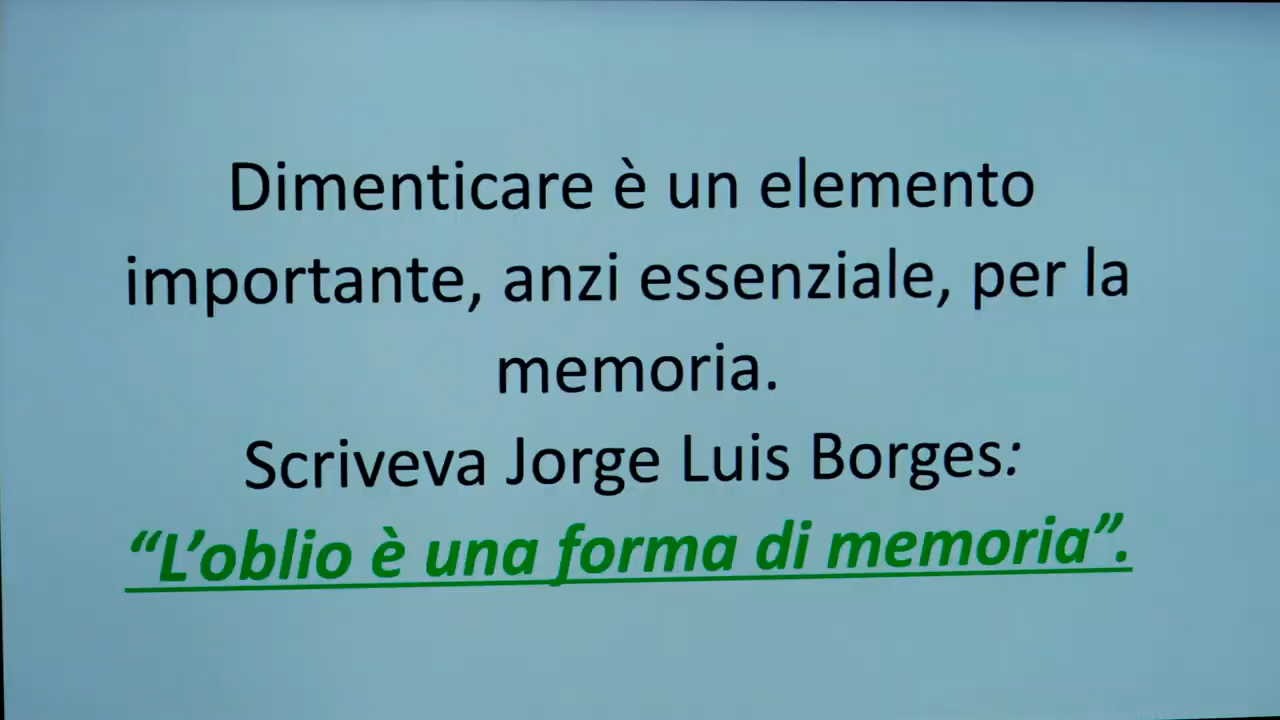 Dimenticare è un elemento
importante, anzi essenziale, per la
memoria.
Scriveva Jorge Luis Borges:
“L’oblio è una forma di memoria”.